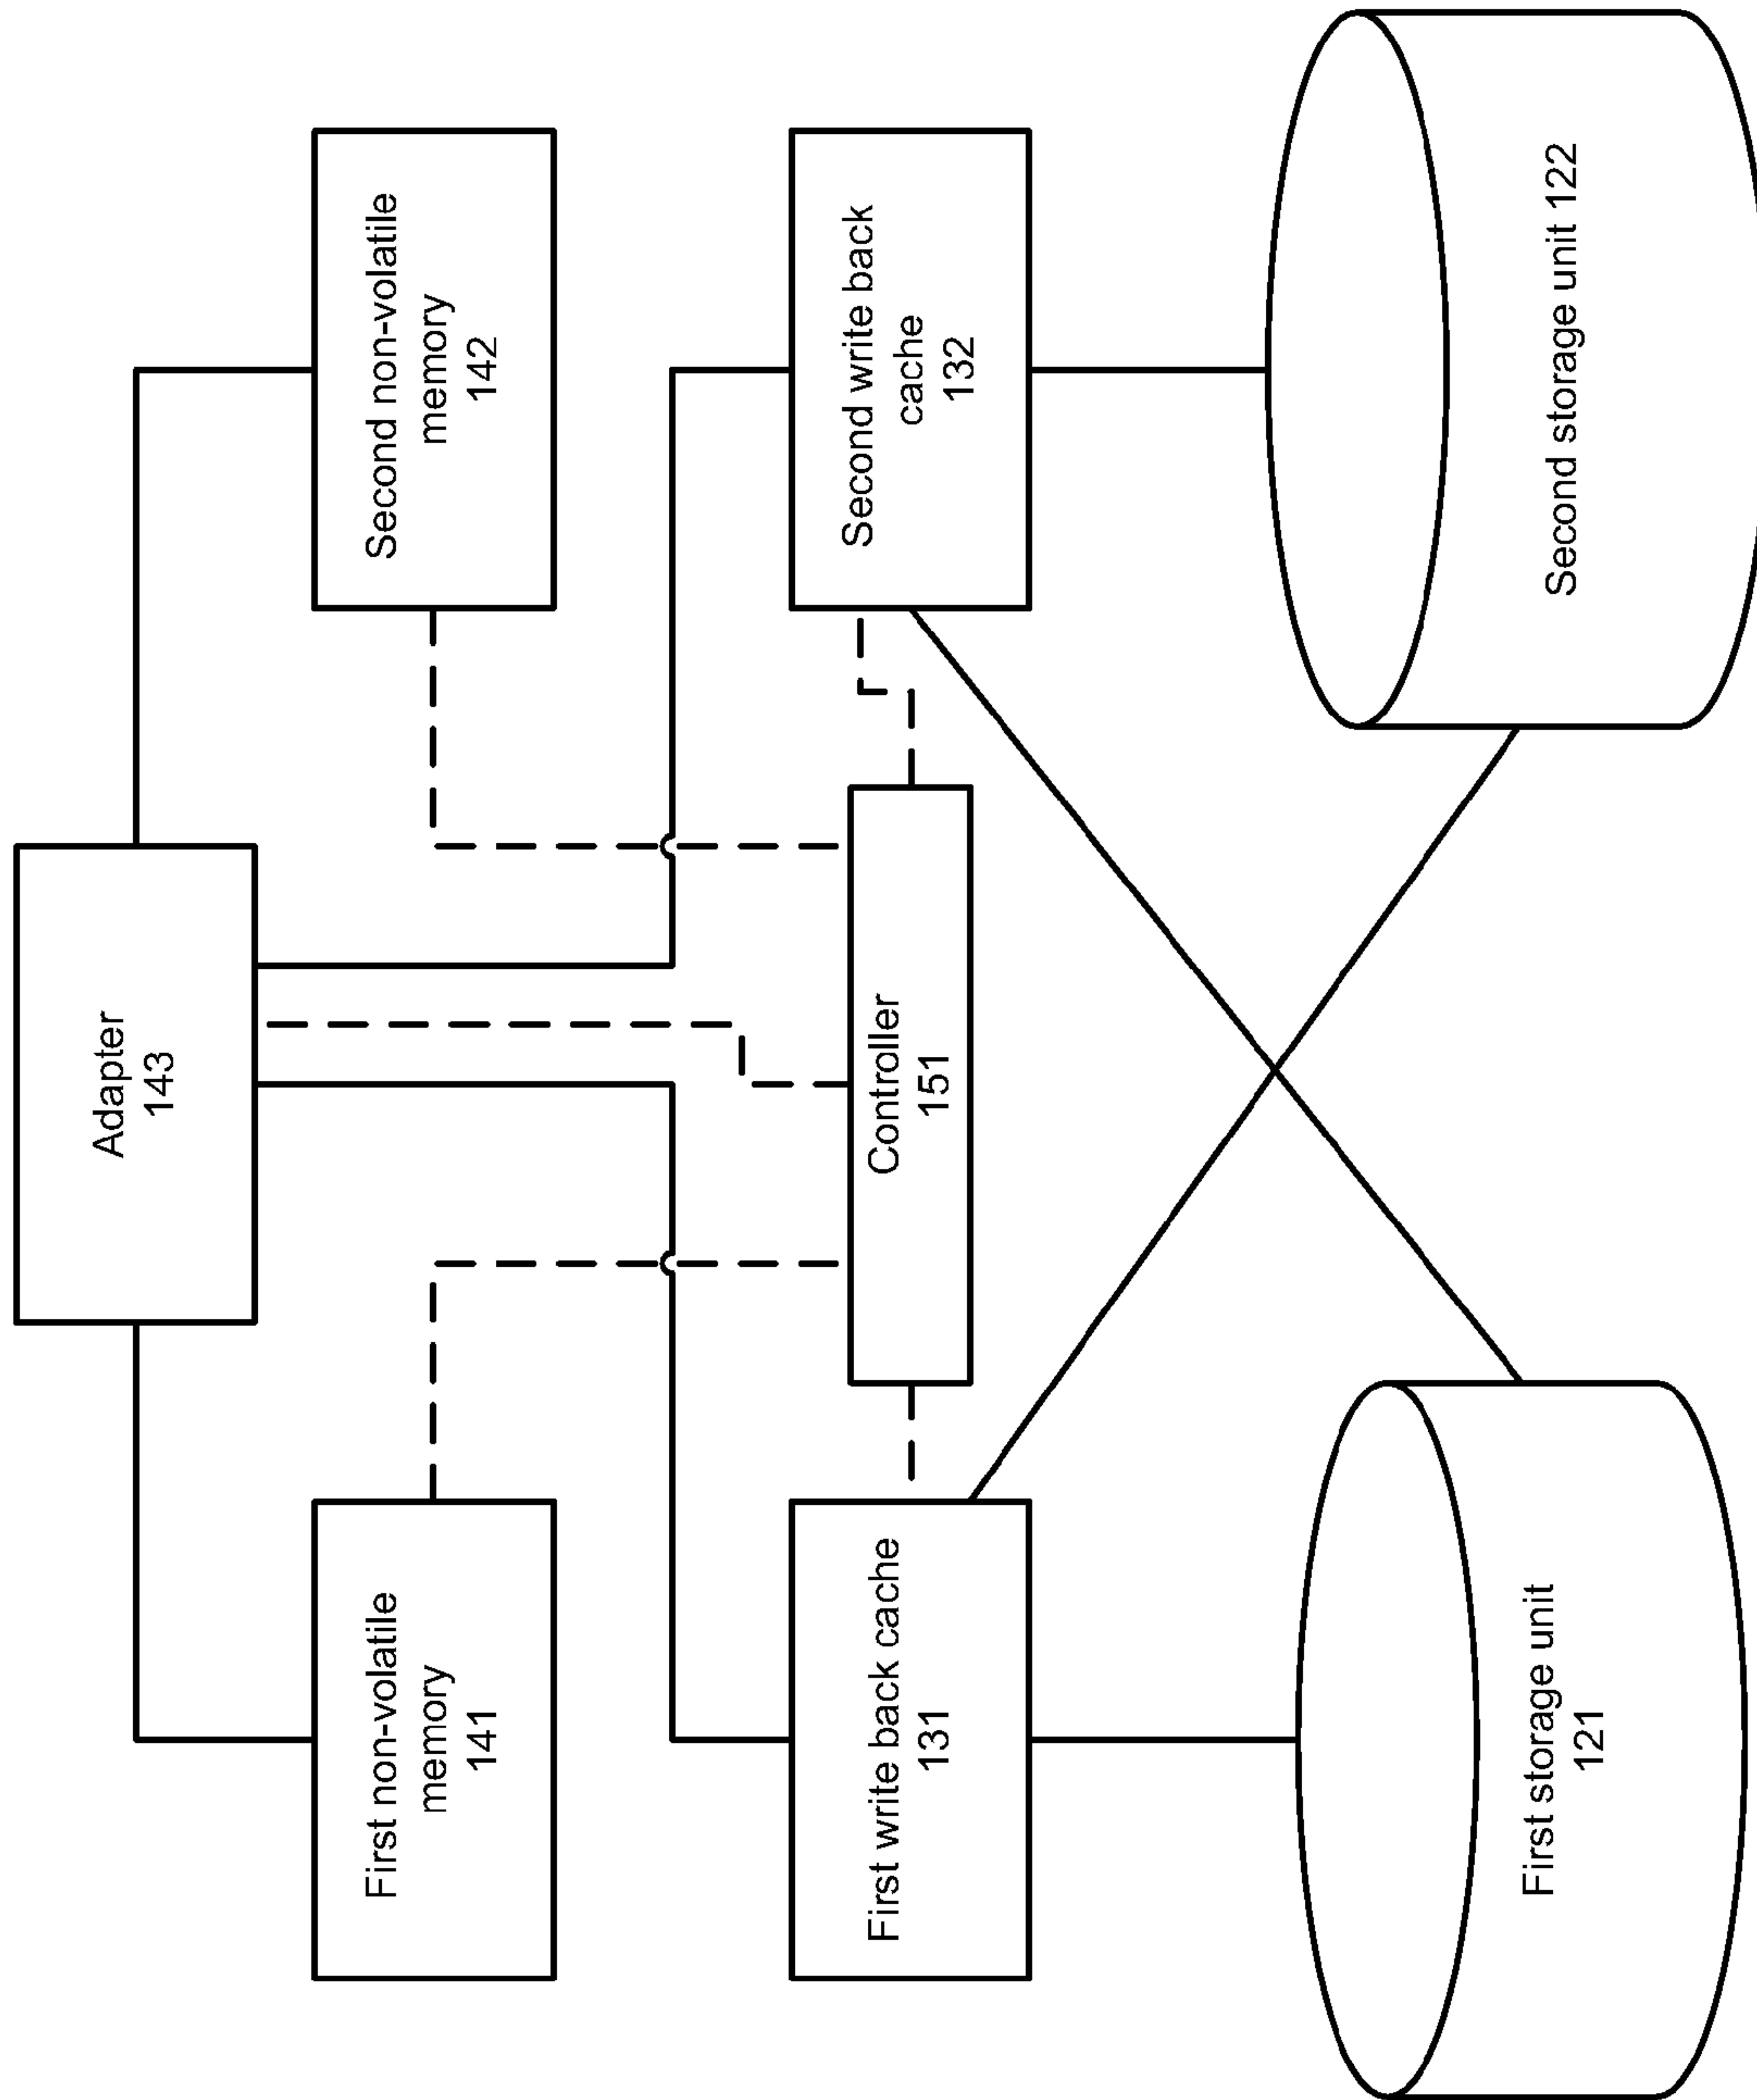 Adapter
143
First non-volatile
memory
141
Second non-volatile
memory
142
First write back cache
131
Controller
151
Second write back
cache
132
First storage unit
121
Second storage unit 122